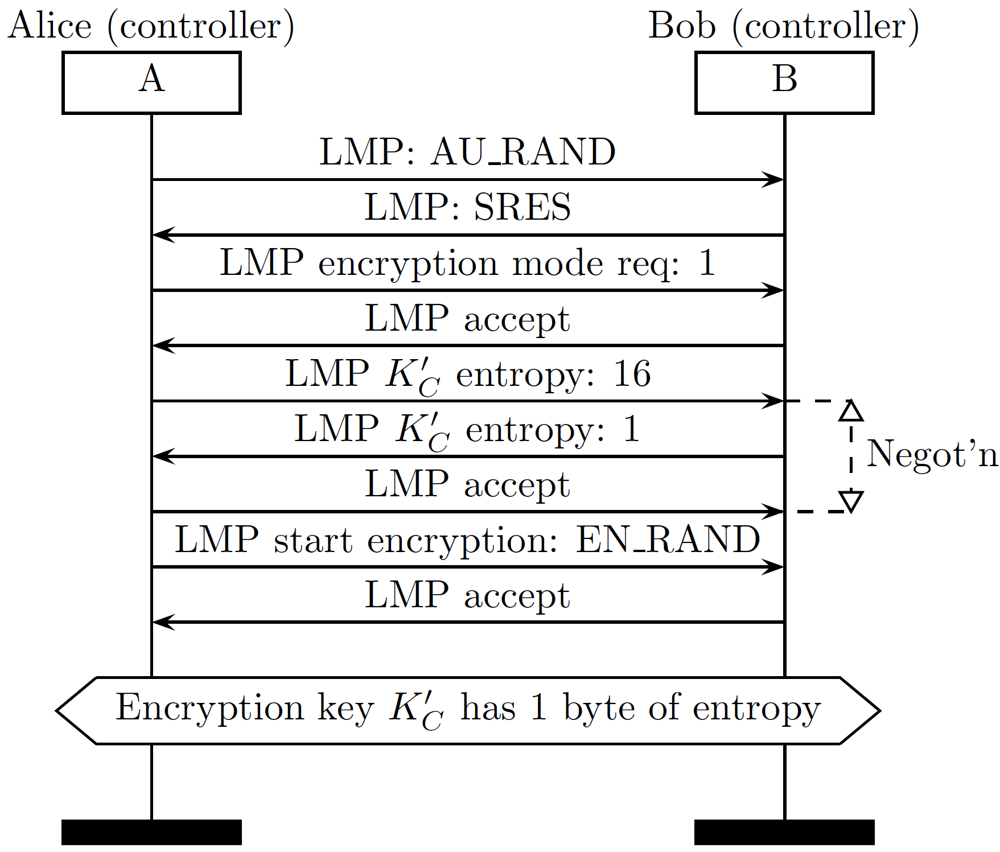 Alice (controller)
Bob (controller)
A
B
LMP: AU_RAND
LMP: SRES
LMP encryption mode req: 1
LMP accept
LMP K′C entropy: 16
LMP K′C entropy: 1
Negot’n
LMP accept
LMP start encryption: EN_RAND
LMP accept
Encryption key K′C has 1 byte of entropy